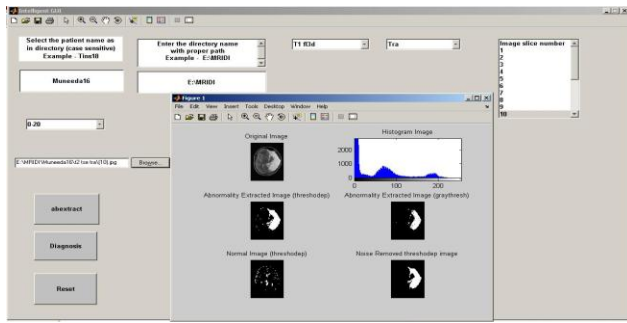 Intelligent GUI
Select the patient name as
in directory (case sensitive)
Example - Tine18
Muneeda16
Enter the directory name
with proper path
Example - E:\MRIDI
E:\MRIDI
T1 fl3d
Tra
Image slice number
1
2
3
4
5
6
7
8
9
10
0-20
Browse...
abextract
Diagnosis
Reset
Figure 1
File Edit View Insert Tools Desktop Window Help
Original Image
Histogram Image
2000
1000
0
0 100 200
Abnormality Extracted Image (threshodep)
Abnormality Extracted Image (graythresh)
Normal Image (threshodep)
Noise Removed threshodep image